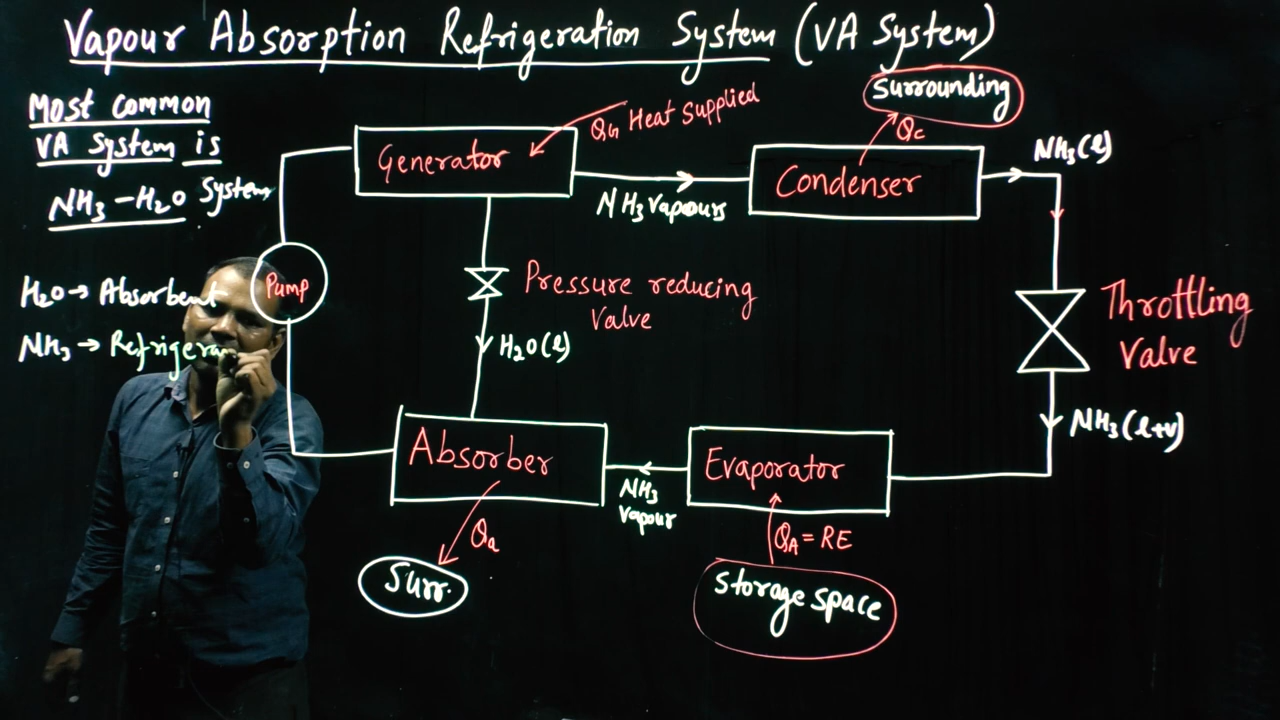 Vapour Absorption Refrigeration System (VA System)
Most common
VA System is
NH3 - H2O System
H2O → Absorbent
NH3 → Refrigeran
Pump
Generator
QG Heat Supplied
NH3 Vapours
Condenser
Qc
Surrounding
NH3(l)
Throttling
Valve
NH3(l+v)
Pressure reducing
Valve
H2O(l)
Absorber
Qa
Surr.
NH3
Vapour
Evaporator
QA = RE
Storage space